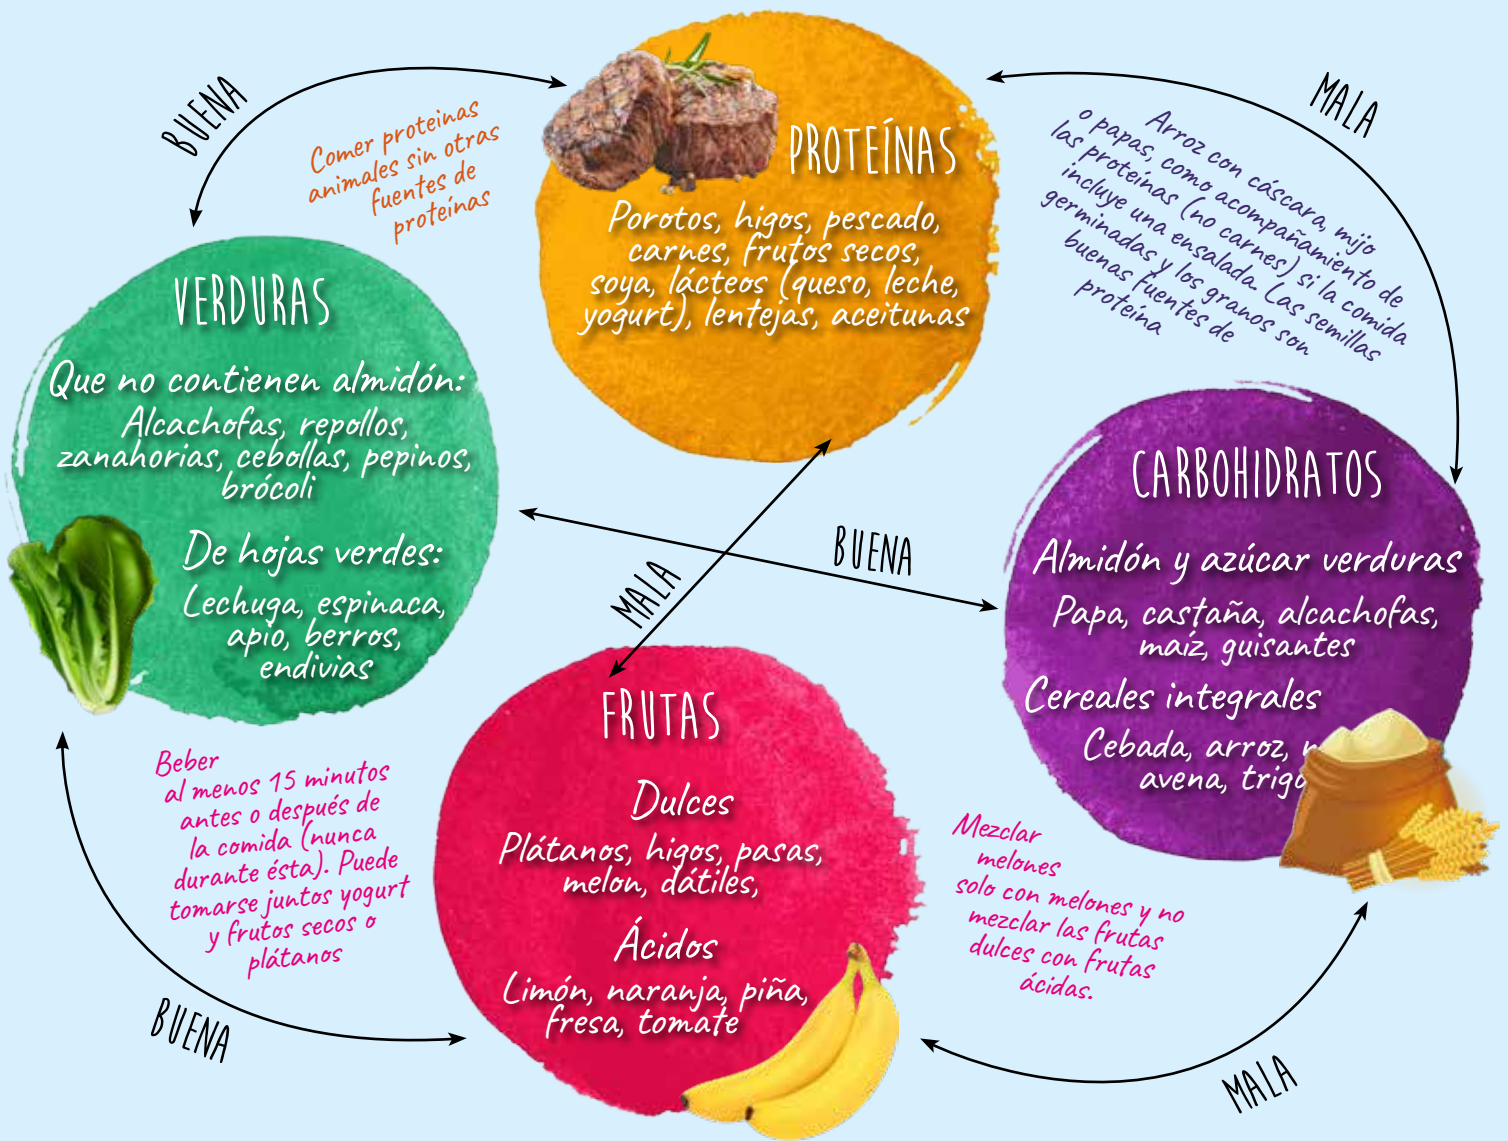 BUENA
Comer proteinas
animales sin otras
fuentes de
proteínas
PROTEÍNAS
Porotos, higos, pescado,
carnes, frutos secos,
soya, lácteos (queso, leche,
yogurt), lentejas, aceitunas
MALA
Arroz con cáscara, mijo
o papas, como acompañamiento de
las proteínas (no carnes) si la comida
incluye una ensalada. Las semillas
germinadas y los granos son
buenas fuentes de
proteína
VERDURAS
Que no contienen almidón:
Alcachofas, repollos,
zanahorias, cebollas, pepinos,
brócoli
De hojas verdes:
Lechuga, espinaca,
apio, berros,
endivias
MALA
BUENA
CARBOHIDRATOS
Almidón y azúcar verduras
Papa, castaña, alcachofas,
maíz, guisantes
Cereales integrales
Cebada, arroz,
avena, trigo
FRUTAS
Dulces
Plátanos, higos, pasas,
melon, dátiles,
Ácidos
Limón, naranja, piña,
fresa, tomate
Beber
al menos 15 minutos
antes o después de
la comida (nunca
durante ésta). Puede
tomarse juntos yogurt
y frutos secos o
plátanos
BUENA
Mezclar
melones
solo con melones y no
mezclar las frutas
dulces con frutas
ácidas.
MALA